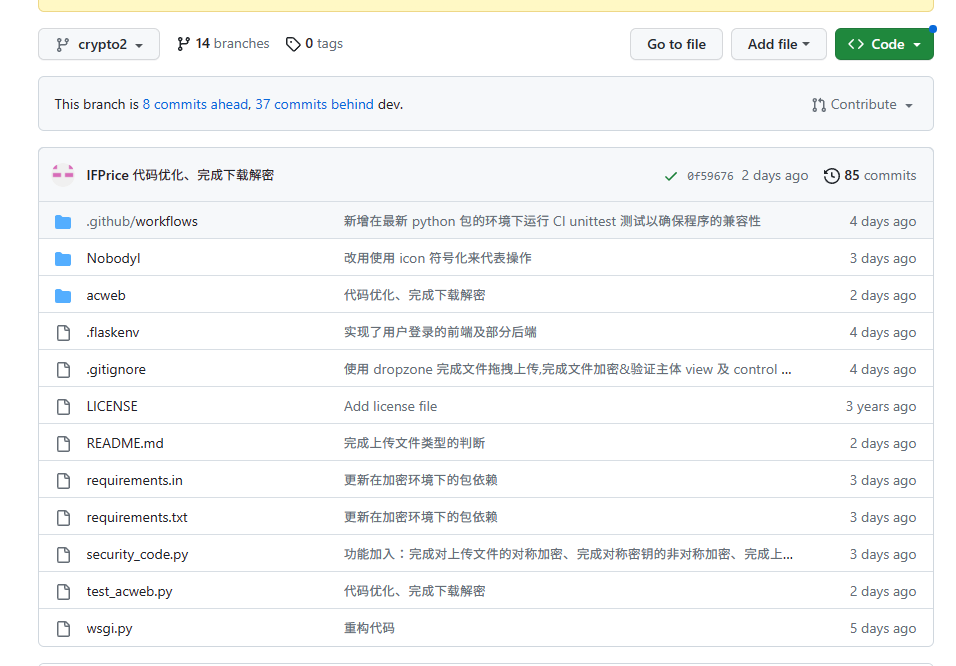 crypto2 14 branches 0 tags Go to file Add file Code
This branch is 8 commits ahead, 37 commits behind dev. Contribute
IFPrice 代码优化、完成下载解密 0f59676 2 days ago 85 commits
.github/workflows 新增在最新 python 包的环境下运行 CI unittest 测试以确保程序的兼容性 4 days ago
Nobodyl 改用使用 icon 符号化来代表操作 3 days ago
acweb 代码优化、完成下载解密 2 days ago
.flaskenv 实现了用户登录的前端及部分后端 4 days ago
.gitignore 使用 dropzone 完成文件拖拽上传,完成文件加密&验证主体 view 及 control ... 4 days ago
LICENSE Add license file 3 years ago
README.md 完成上传文件类型的判断 2 days ago
requirements.in 更新在加密环境下的包依赖 3 days ago
requirements.txt 更新在加密环境下的包依赖 3 days ago
security_code.py 功能加入：完成对上传文件的对称加密、完成对称密钥的非对称加密、完成上... 3 days ago
test_acweb.py 代码优化、完成下载解密 2 days ago
wsgi.py 重构代码 5 days ago